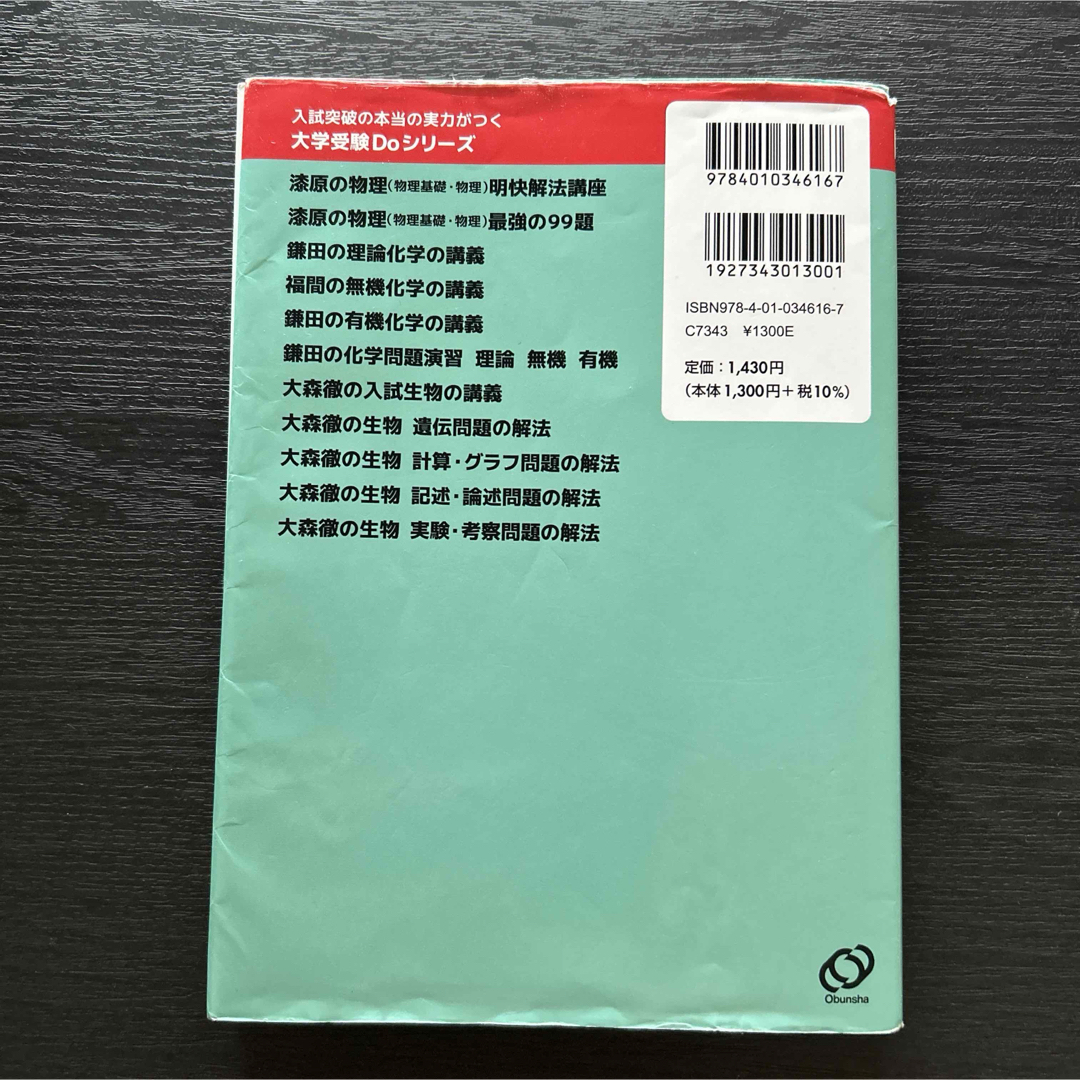 入試突破の本当の実力がつく
大学受験Doシリーズ
漆原の物理(物理基礎・物理)明快解法講座
漆原の物理(物理基礎・物理)最強の99題
鎌田の理論化学の講義
福間の無機化学の講義
鎌田の有機化学の講義
鎌田の化学問題演習 理論 無機 有機
大森徹の入試生物の講義
大森徹の生物 遺伝問題の解法
大森徹の生物 計算・グラフ問題の解法
大森徹の生物 記述・論述問題の解法
大森徹の生物 実験・考察問題の解法
9784010346167
1927343013001
ISBN978-4-01-034616-7
C7343 ¥1300E
定価:1,430円
(本体1,300円+税10%)
Obunsha